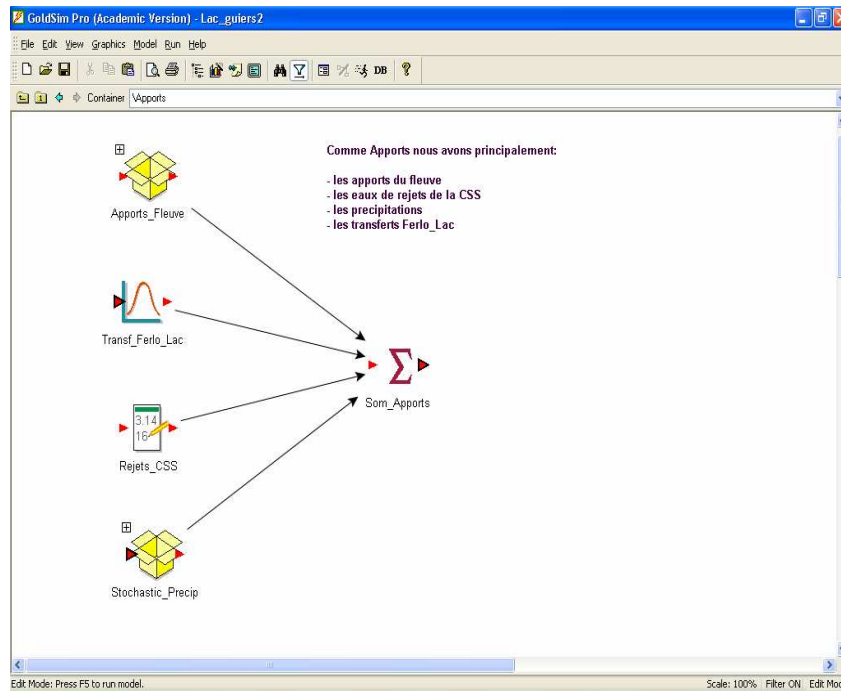 GoldSim Pro (Academic Version) - Lac_guiers2
File Edit View Graphics Model Run Help
DB
Container \Apports
Comme Apports nous avons principalement:
- les apports du fleuve
- les eaux de rejets de la CSS
- les precipitations
- les transferts Ferlo_Lac
Apports_Fleuve
Transf_Ferlo_Lac
Σ
Som_Apports
3.14
16
Rejets_CSS
Stochastic_Precip
Edit Mode: Press F5 to run model.
Scale: 100% Filter ON Edit Mod